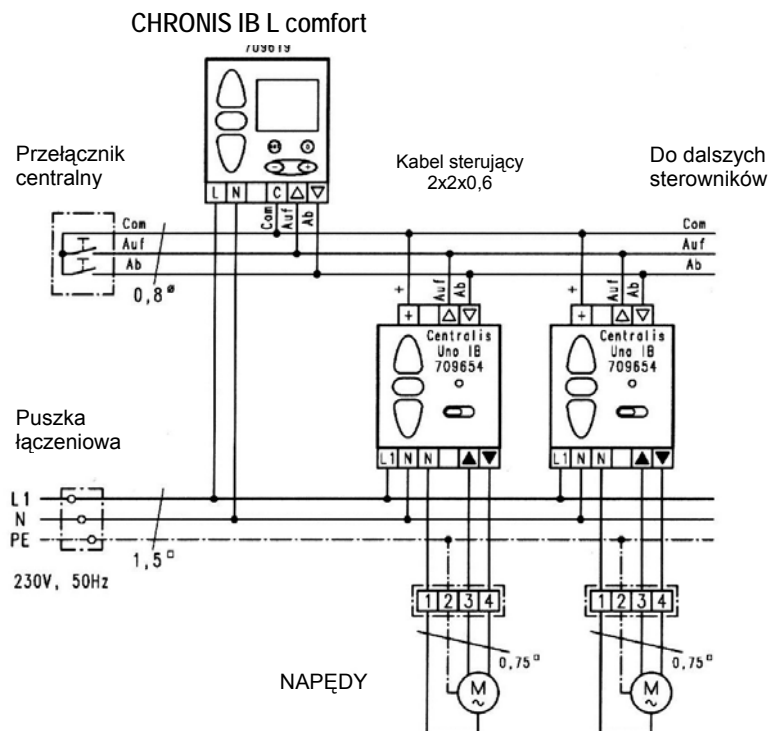 CHRONIS IB L comfort
709619
Przełącznik
centralny
Kabel sterujący
2x2x0,6
Do dalszych
sterowników
L N C
Com Auf Ab
Com
Auf
Ab
Com
Auf
Ab
0,8 ø
+ Auf Ab
+ Auf Ab
+
+
Centralis
Uno IB
709654
Centralis
Uno IB
709654
Puszka
łączeniowa
L1 N N
L1 N N
L1
N
PE
1,5
230V, 50Hz
1 2 3 4
1 2 3 4
0,75
0,75
NAPĘDY
M
~
M
~